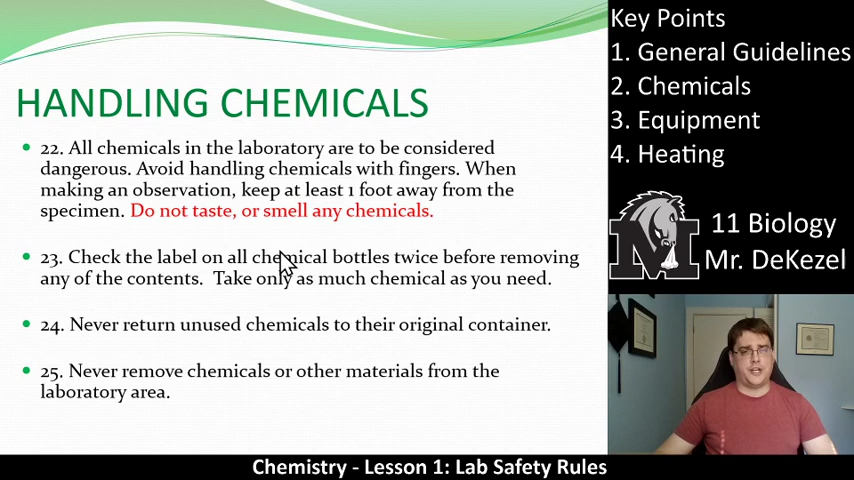 HANDLING CHEMICALS
22. All chemicals in the laboratory are to be considered
dangerous. Avoid handling chemicals with fingers. When
making an observation, keep at least 1 foot away from the
specimen. Do not taste, or smell any chemicals.
23. Check the label on all chemical bottles twice before removing
any of the contents. Take only as much chemical as you need.
24. Never return unused chemicals to their original container.
25. Never remove chemicals or other materials from the
laboratory area.
Key Points
1. General Guidelines
2. Chemicals
3. Equipment
4. Heating
M
11 Biology
Mr. DeKezel
Chemistry - Lesson 1: Lab Safety Rules